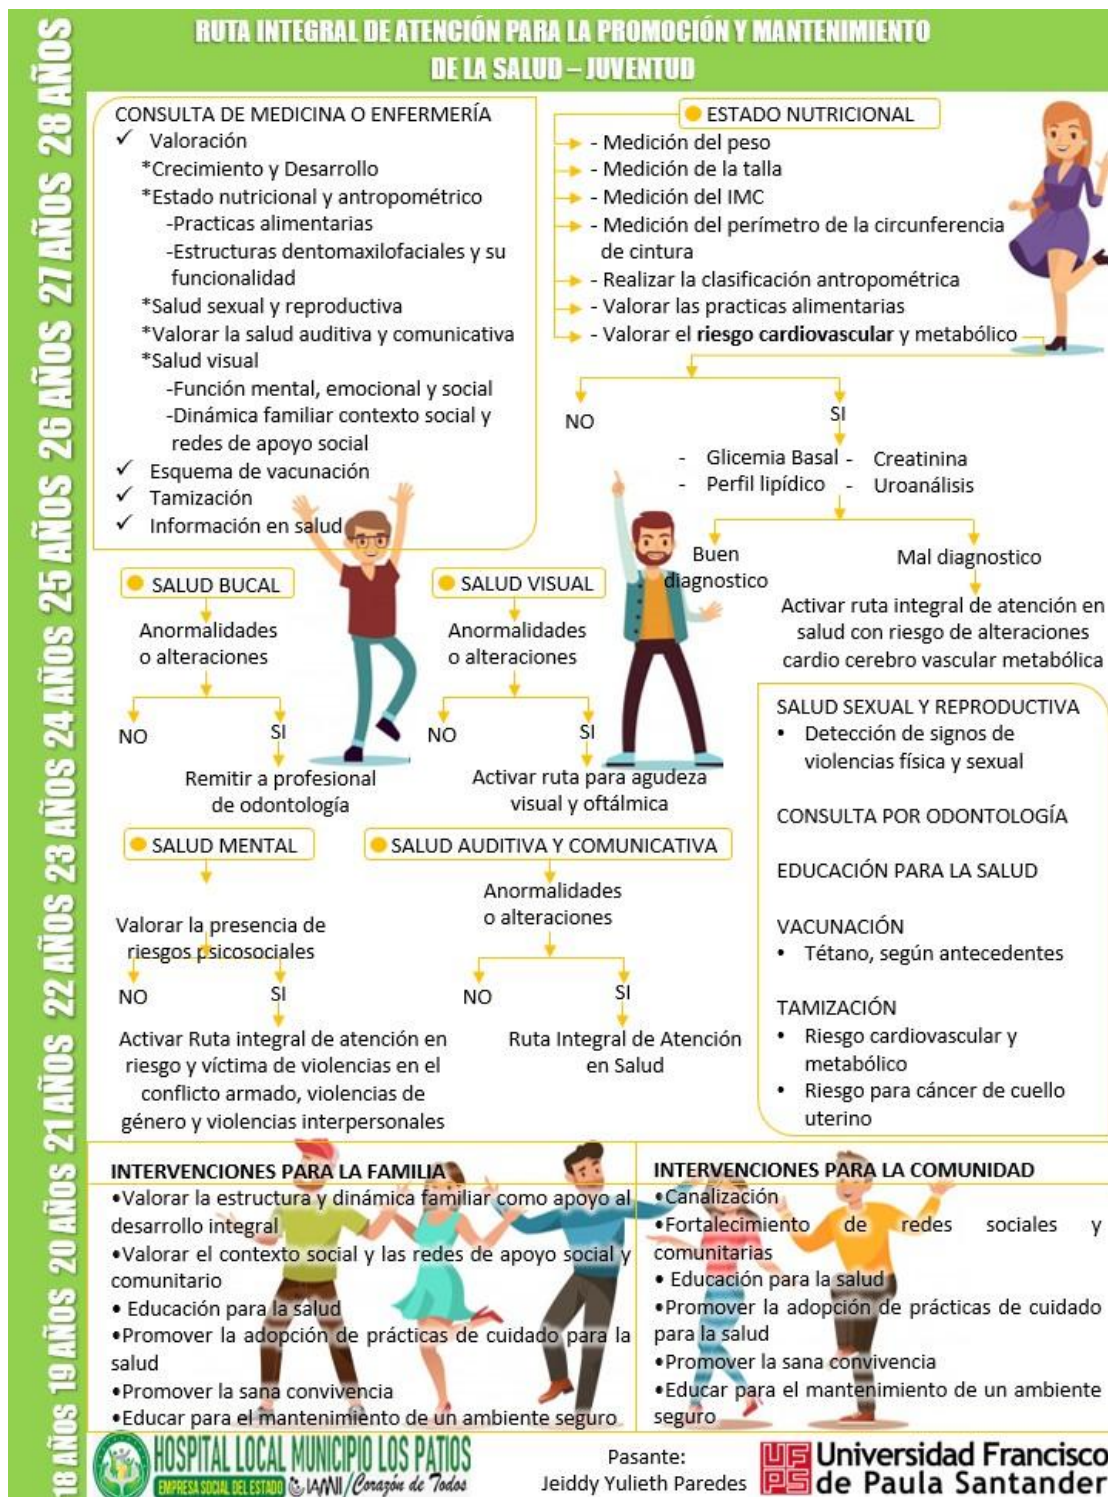 RUTA INTEGRAL DE ATENCIÓN PARA LA PROMOCIÓN Y MANTENIMIENTO
DE LA SALUD – JUVENTUD
28 AÑOS
27 AÑOS
26 AÑOS
25 AÑOS
24 AÑOS
23 AÑOS
22 AÑOS
21 AÑOS
20 AÑOS
19 AÑOS
18 AÑOS
CONSULTA DE MEDICINA O ENFERMERÍA
✓ Valoración
*Crecimiento y Desarrollo
*Estado nutricional y antropométrico
-Practicas alimentarias
-Estructuras dentomaxilofaciales y su
funcionalidad
*Salud sexual y reproductiva
*Valorar la salud auditiva y comunicativa
*Salud visual
-Función mental, emocional y social
-Dinámica familiar contexto social y
redes de apoyo social
✓ Esquema de vacunación
✓ Tamización
✓ Información en salud
ESTADO NUTRICIONAL
- Medición del peso
- Medición de la talla
- Medición del IMC
- Medición del perímetro de la circunferencia
de cintura
- Realizar la clasificación antropométrica
- Valorar las practicas alimentarias
- Valorar el riesgo cardiovascular y metabólico
NO
SI
- Glicemia Basal - Creatinina
- Perfil lipídico - Uroanálisis
Buen
diagnostico
Mal diagnostico
Activar ruta integral de atención en
salud con riesgo de alteraciones
cardio cerebro vascular metabólica
SALUD BUCAL
Anormalidades
o alteraciones
NO
SI
Remitir a profesional
de odontología
SALUD VISUAL
Anormalidades
o alteraciones
NO
SI
Activar ruta para agudeza
visual y oftálmica
SALUD MENTAL
Valorar la presencia de
riesgos psicosociales
NO
SI
Activar Ruta integral de atención en
riesgo y víctima de violencias en el
conflicto armado, violencias de
género y violencias interpersonales
SALUD AUDITIVA Y COMUNICATIVA
Anormalidades
o alteraciones
NO
SI
Ruta Integral de Atención
en Salud
SALUD SEXUAL Y REPRODUCTIVA
• Detección de signos de
violencias física y sexual
CONSULTA POR ODONTOLOGÍA
EDUCACIÓN PARA LA SALUD
VACUNACIÓN
• Tétano, según antecedentes
TAMIZACIÓN
• Riesgo cardiovascular y
metabólico
• Riesgo para cáncer de cuello
uterino
INTERVENCIONES PARA LA FAMILIA
•Valorar la estructura y dinámica familiar como apoyo al
desarrollo integral
•Valorar el contexto social y las redes de apoyo social y
comunitario
• Educación para la salud
•Promover la adopción de prácticas de cuidado para la
salud
•Promover la sana convivencia
•Educar para el mantenimiento de un ambiente seguro
INTERVENCIONES PARA LA COMUNIDAD
•Canalización
•Fortalecimiento de redes sociales y
comunitarias
• Educación para la salud
•Promover la adopción de prácticas de cuidado
para la salud
•Promover la sana convivencia
•Educar para el mantenimiento de un ambiente
seguro
HOSPITAL LOCAL MUNICIPIO LOS PATIOS
EMPRESA SOCIAL DEL ESTADO IAMI/Corazón de Todos
Pasante:
Jeiddy Yulieth Paredes
UFPS
Universidad Francisco
de Paula Santander